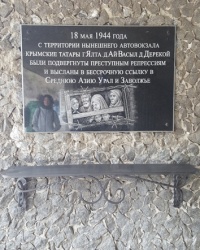 18 мая 1944 года
с территории нынешнего автовокзала
крымские татары г.Ялта д.Ай Васыл д.Дерекой
были подвергнуты преступным репрессиям
и высланы в бессрочную ссылку в
Среднюю Азию Урал и Заволжье